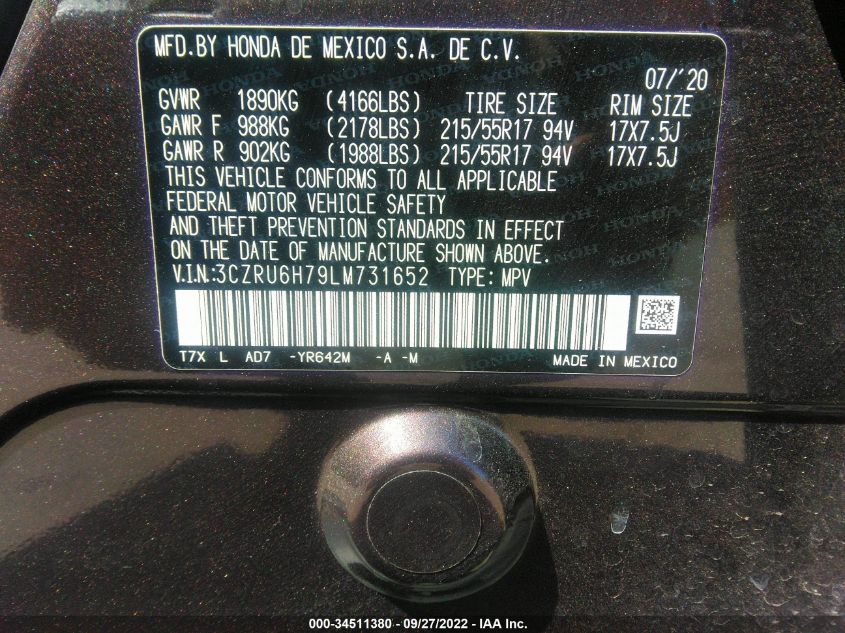 MFD.BY HONDA DE MEXICO S.A. DE C.V.
07/'20
GVWR 1890KG (4166LBS) TIRE SIZE RIM SIZE
GAWR F 988KG (2178LBS) 215/55R17 94V 17X7.5J
GAWR R 902KG (1988LBS) 215/55R17 94V 17X7.5J
THIS VEHICLE CONFORMS TO ALL APPLICABLE
FEDERAL MOTOR VEHICLE SAFETY
AND THEFT PREVENTION STANDARDS IN EFFECT
ON THE DATE OF MANUFACTURE SHOWN ABOVE.
V.I.N.:3CZRU6H79LM731652 TYPE: MPV
T7X L AD7 -YR642M -A -M MADE IN MEXICO
000-34511380 - 09/27/2022 - IAA Inc.